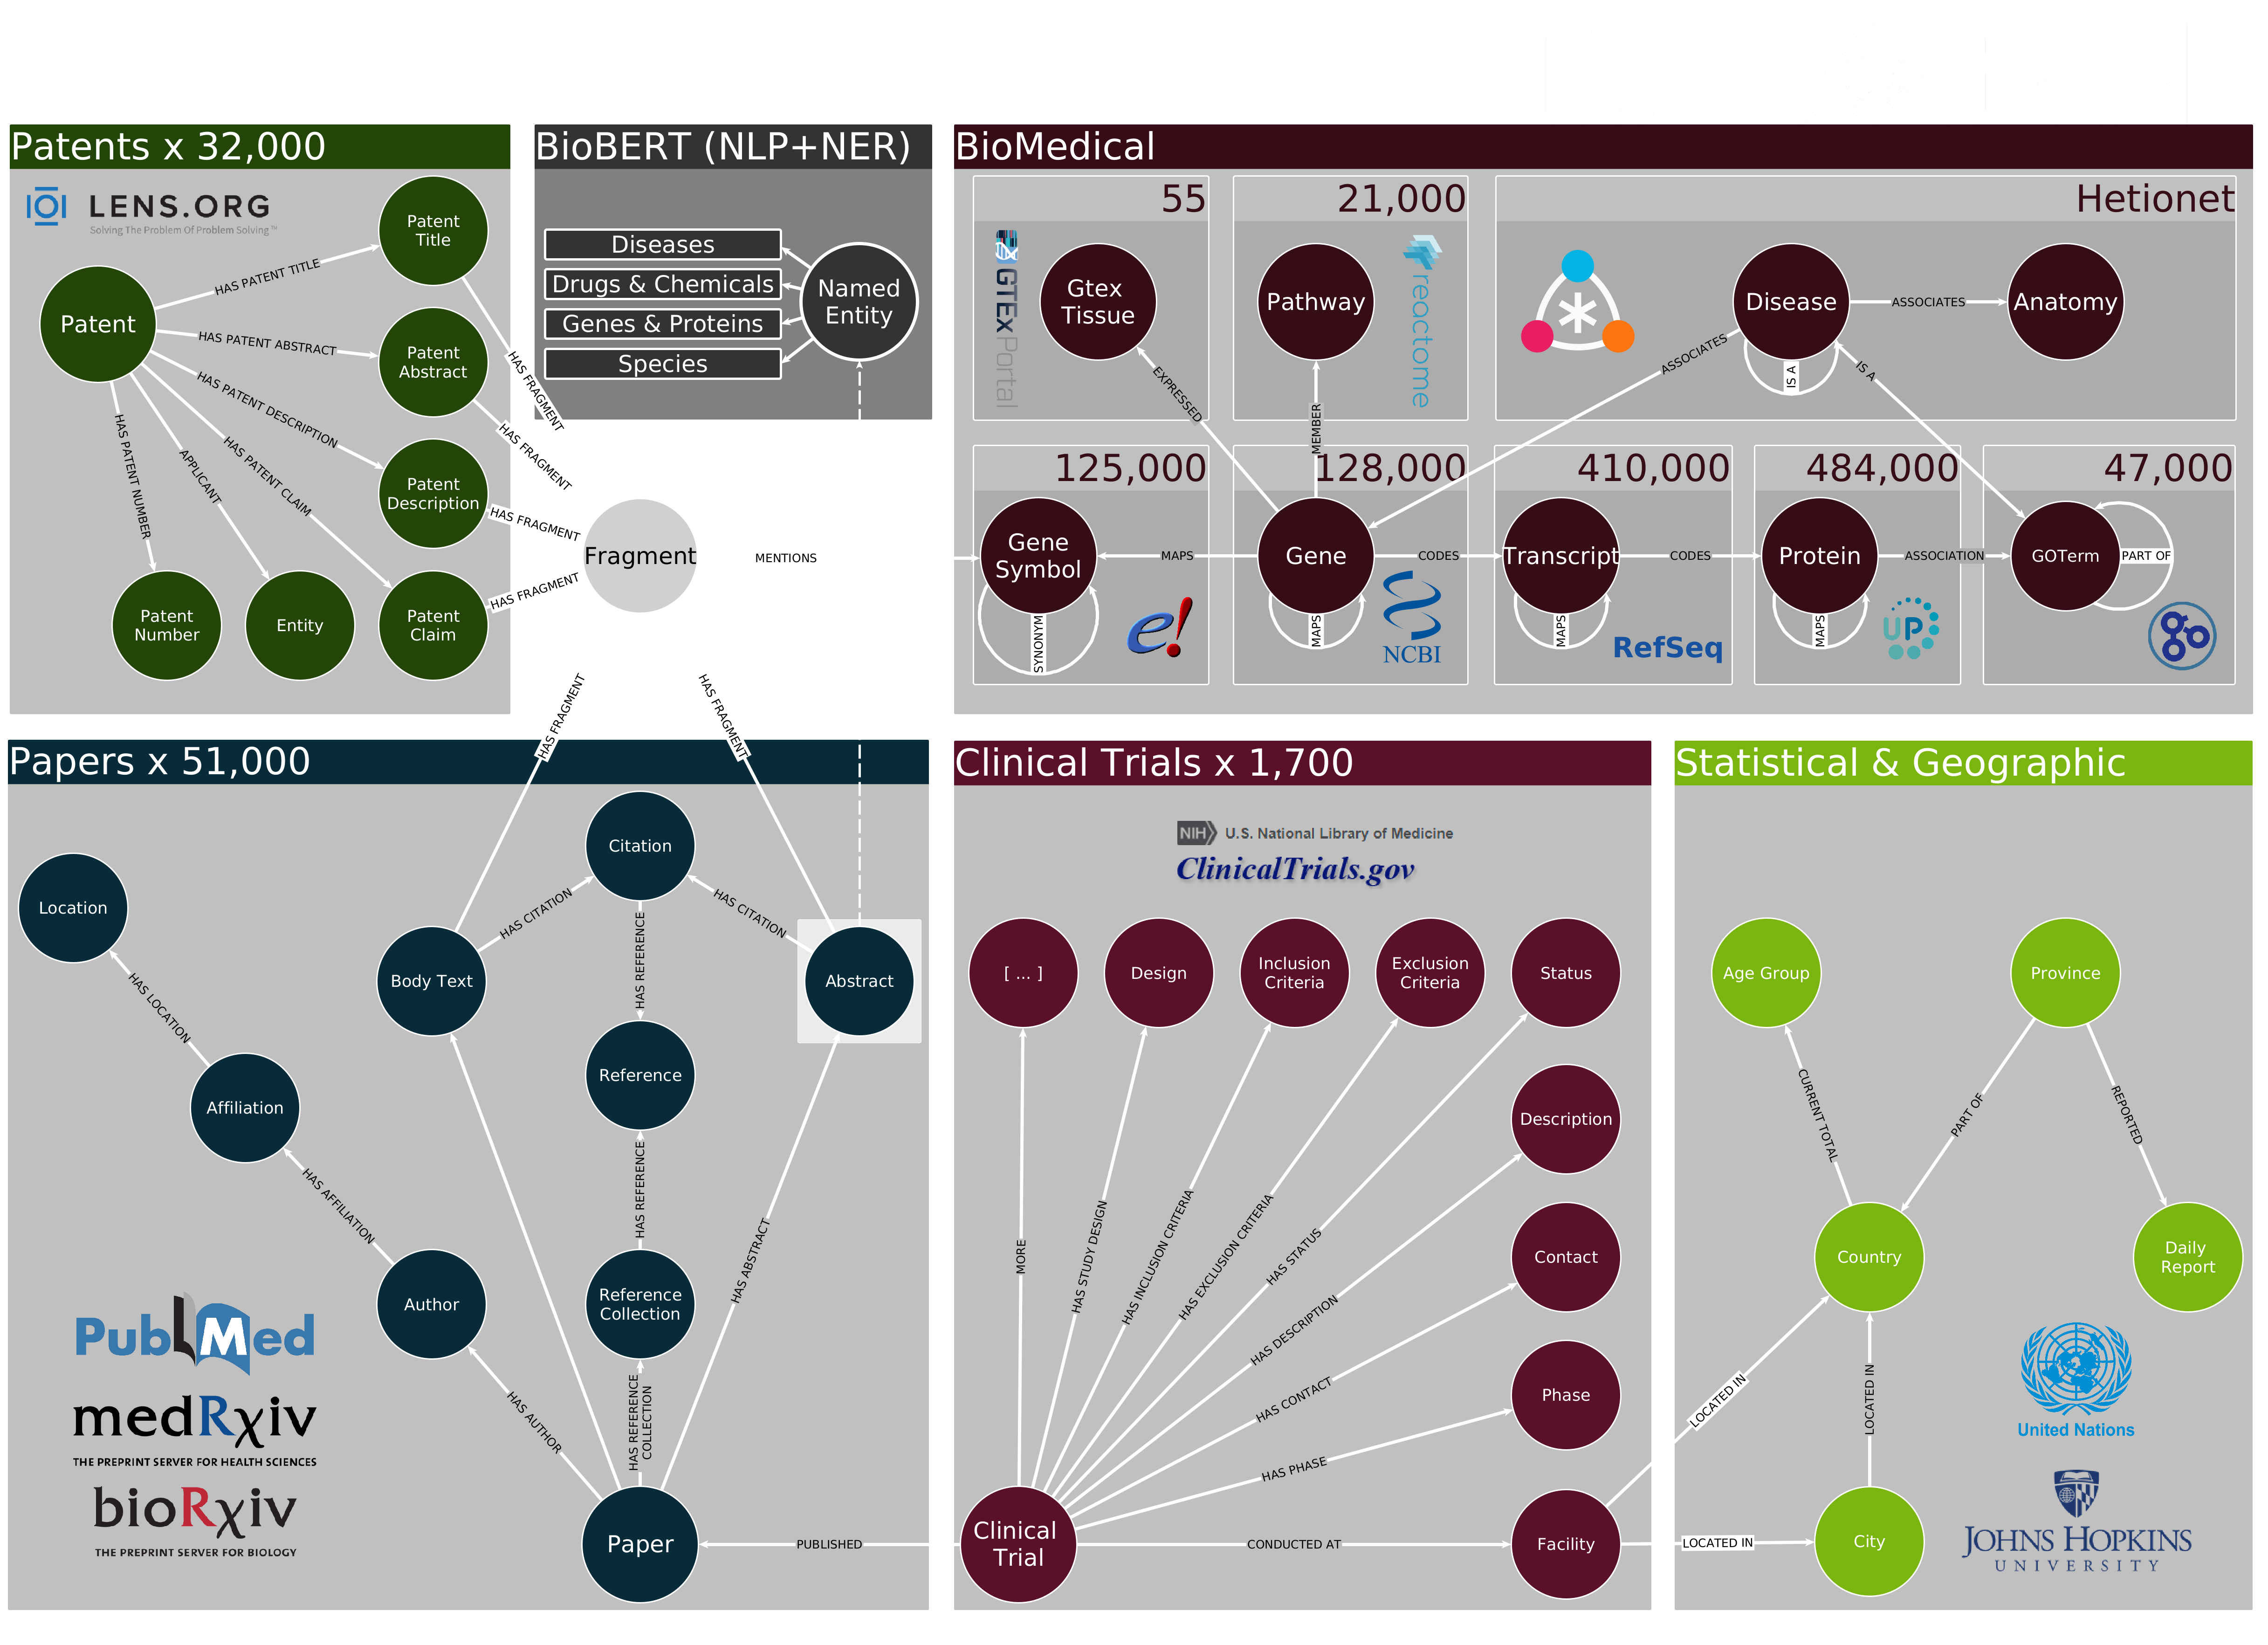 Patents x 32,000
LENS.ORG
Solving The Problem Of Problem Solving™
Patent
Patent
Title
Patent
Abstract
Patent
Description
Patent
Claim
Patent
Number
Entity
HAS PATENT TITLE
HAS PATENT ABSTRACT
HAS PATENT DESCRIPTION
HAS PATENT CLAIM
APPLICANT
HAS PATENT NUMBER
HAS FRAGMENT
HAS FRAGMENT
HAS FRAGMENT
HAS FRAGMENT
BioBERT (NLP+NER)
Diseases
Drugs & Chemicals
Genes & Proteins
Species
Named
Entity
Fragment
MENTIONS
HAS FRAGMENT
HAS FRAGMENT
BioMedical
55
GTEXPortal
Gtex
Tissue
21,000
Pathway
reactome
Hetionet
Disease
ASSOCIATES
Anatomy
IS A
IS A
ASSOCIATES
EXPRESSED
MEMBER
125,000
Gene
Symbol
SYNONYM
e!
MAPS
128,000
Gene
MAPS
NCBI
CODES
410,000
Transcript
MAPS
RefSeq
CODES
484,000
Protein
MAPS
UP
ASSOCIATION
47,000
GOTerm
PART OF
go
Papers x 51,000
Location
HAS LOCATION
Affiliation
HAS AFFILIATION
Author
HAS AUTHOR
Body Text
HAS CITATION
Citation
HAS CITATION
Abstract
HAS REFERENCE
Reference
HAS REFERENCE
Reference
Collection
HAS REFERENCE
COLLECTION
HAS ABSTRACT
Paper
PubMed
medRxiv
THE PREPRINT SERVER FOR HEALTH SCIENCES
bioRxiv
THE PREPRINT SERVER FOR BIOLOGY
PUBLISHED
Clinical Trials x 1,700
NIH U.S. National Library of Medicine
ClinicalTrials.gov
[ ... ]
Design
Inclusion
Criteria
Exclusion
Criteria
Status
Description
Contact
Phase
Facility
Clinical
Trial
MORE
HAS STUDY DESIGN
HAS INCLUSION CRITERIA
HAS EXCLUSION CRITERIA
HAS STATUS
HAS DESCRIPTION
HAS CONTACT
HAS PHASE
CONDUCTED AT
Statistical & Geographic
Age Group
Province
CURRENT TOTAL
PART OF
REPORTED
Country
Daily
Report
LOCATED IN
LOCATED IN
LOCATED IN
City
United Nations
JOHNS HOPKINS
UNIVERSITY